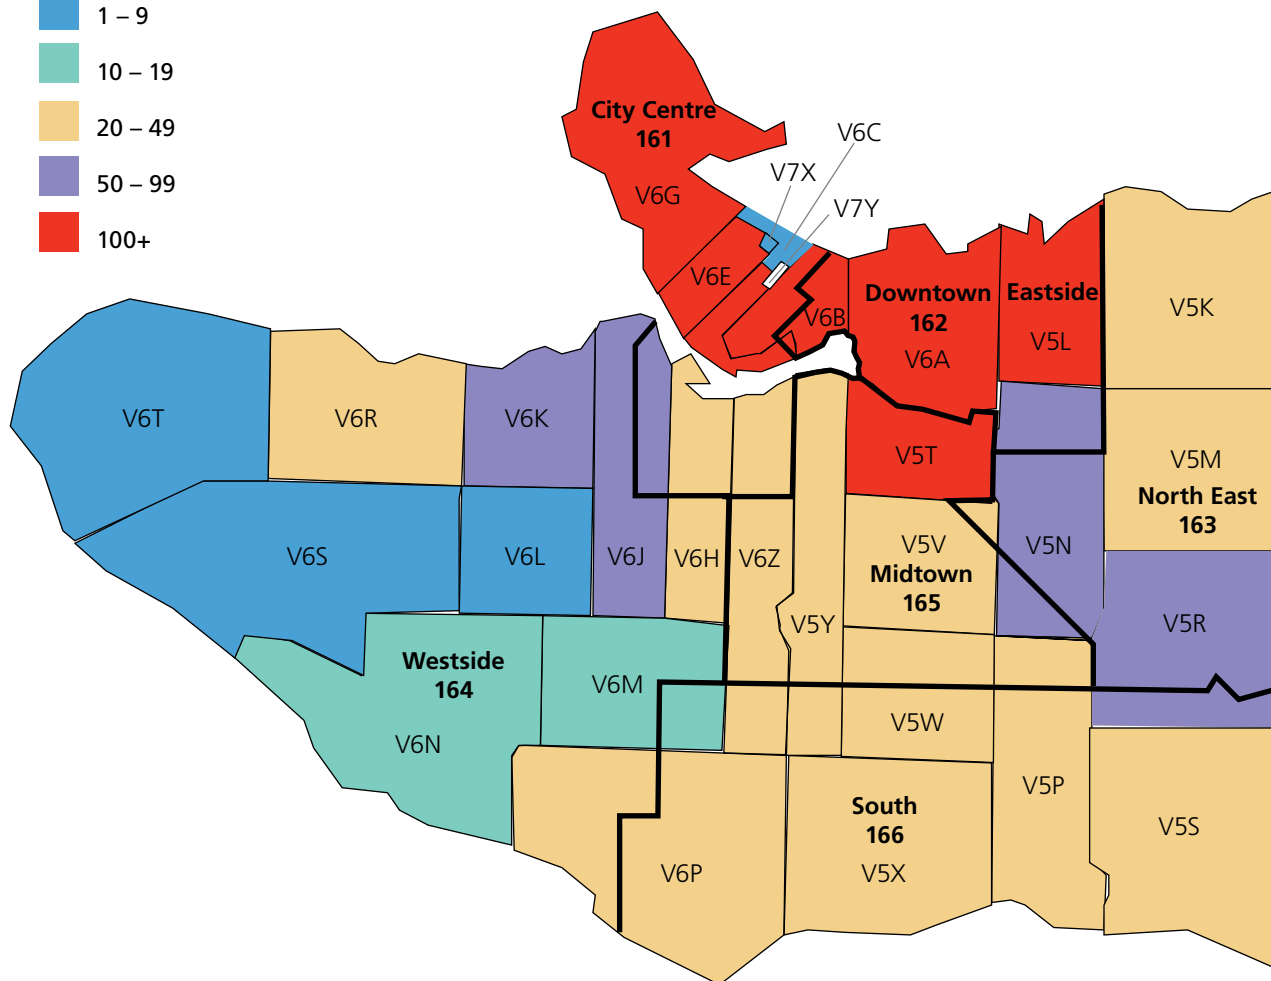 1 – 9
10 – 19
20 – 49
50 – 99
100+
City Centre
161
V6C
V7X
V7Y
V6G
V6E
V6B
Downtown
162
V6A
Eastside
V5L
V5K
V6T
V6R
V6K
V5T
V5M
North East
163
V6S
V6L
V6J
V6H
V6Z
V5Y
V5V
Midtown
165
V5N
V5R
Westside
164
V6M
V6N
V5W
V5P
South
166
V5X
V6P
V5S